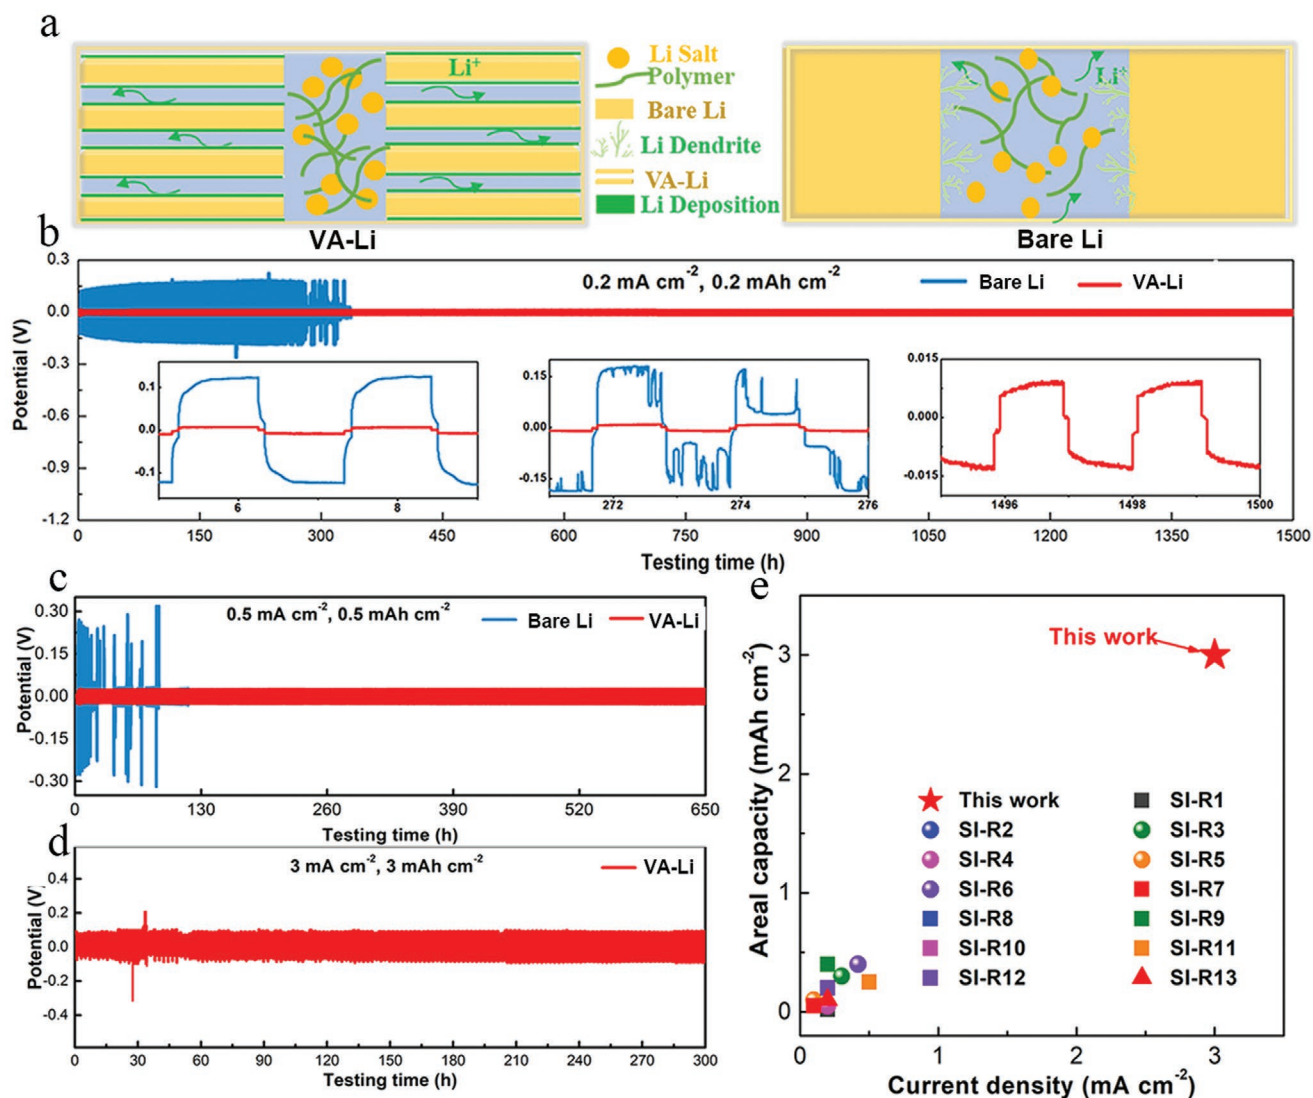 a
Li⁺
Li Salt
Polymer
Bare Li
Li Dendrite
VA-Li
Li Deposition
Li⁺
VA-Li
Bare Li
b
0.2 mA cm⁻², 0.2 mAh cm⁻²
Bare Li
VA-Li
Potential (V)
0.3
0.0
-0.3
-0.6
-0.9
-1.2
0.1
0.0
-0.1
6
8
0.15
0.00
-0.15
272
274
276
0.015
0.000
-0.015
1496
1498
1500
0 150 300 450 600 750 900 1050 1200 1350 1500
Testing time (h)
c
0.5 mA cm⁻², 0.5 mAh cm⁻²
Bare Li
VA-Li
Potential (V)
0.30
0.15
0.00
-0.15
-0.30
0 130 260 390 520 650
Testing time (h)
d
3 mA cm⁻², 3 mAh cm⁻²
VA-Li
Potential (V)
0.4
0.2
0.0
-0.2
-0.4
0 30 60 90 120 150 180 210 240 270 300
Testing time (h)
e
This work
Areal capacity (mAh cm⁻²)
3
2
1
0
This work
SI-R1
SI-R2
SI-R3
SI-R4
SI-R5
SI-R6
SI-R7
SI-R8
SI-R9
SI-R10
SI-R11
SI-R12
SI-R13
0 1 2 3
Current density (mA cm⁻²)